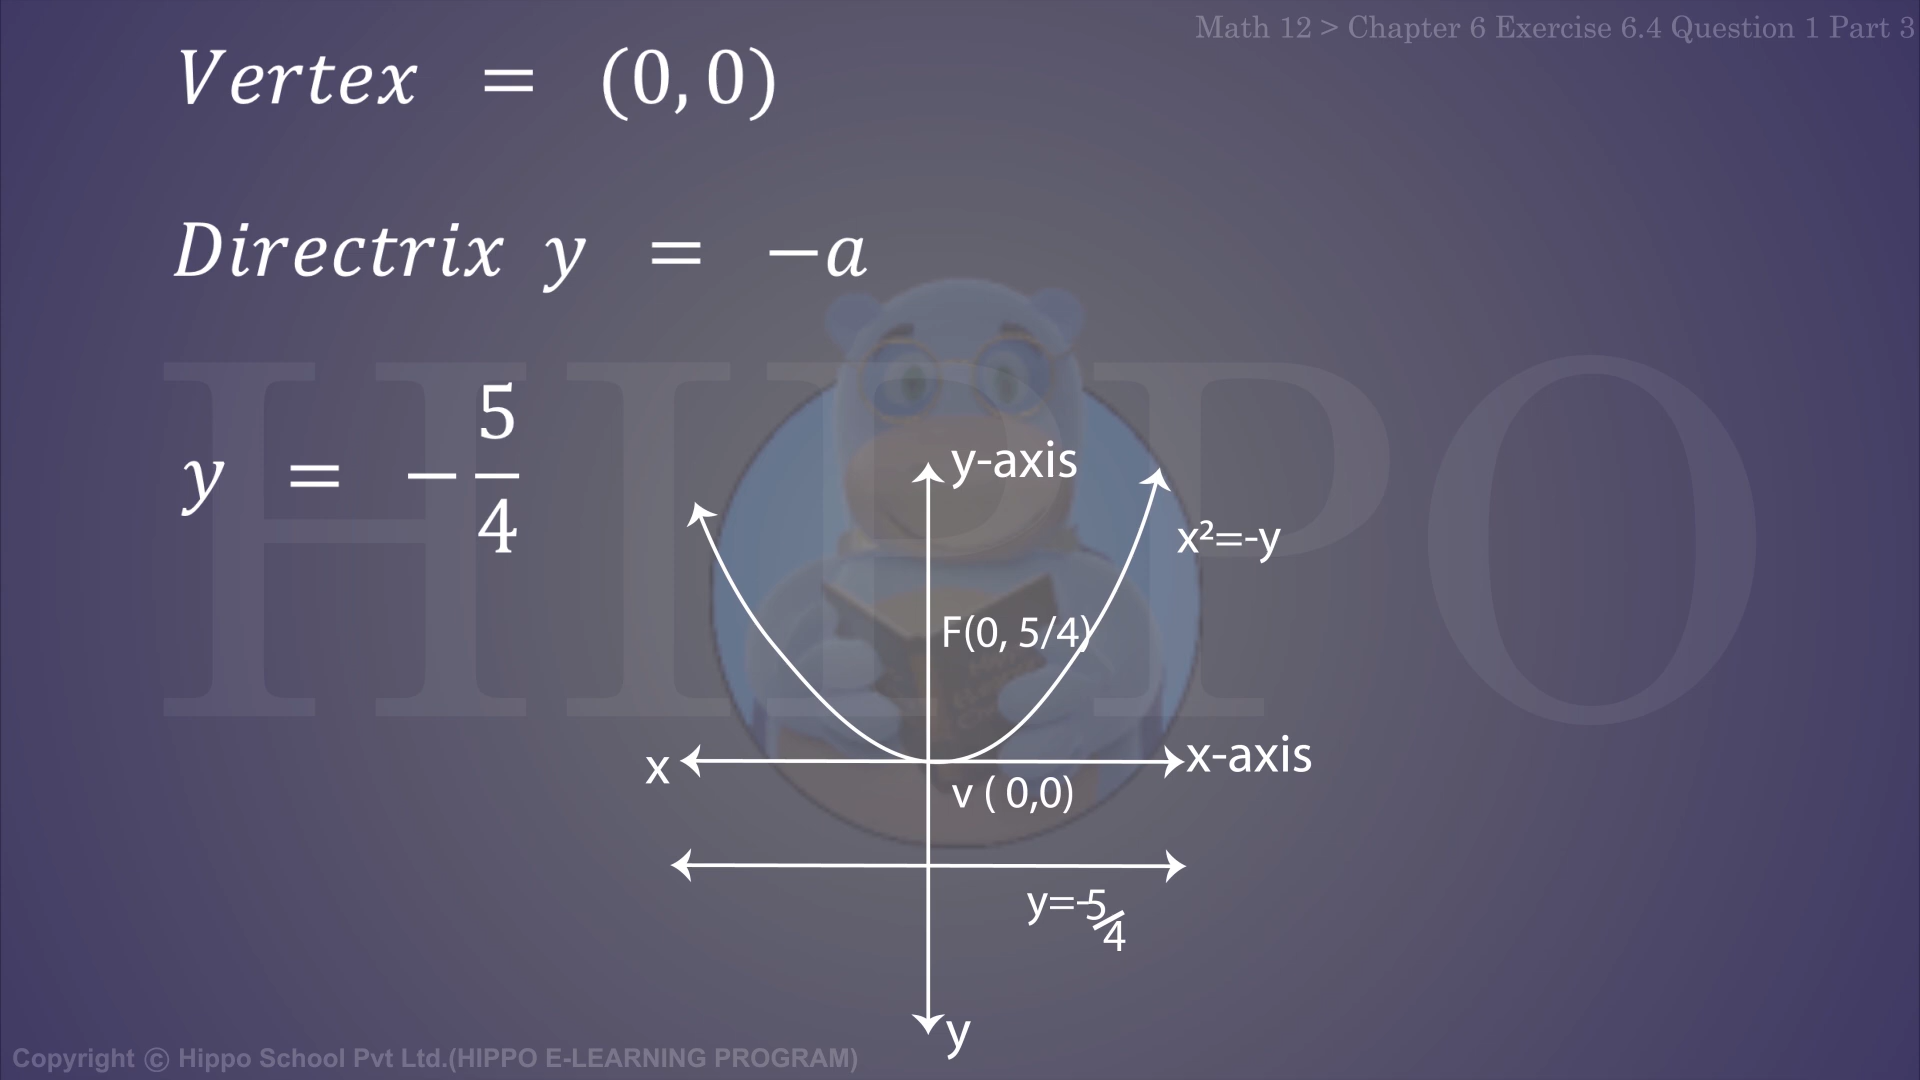 Math 12 > Chapter 6 Exercise 6.4 Question 1 Part 3
Vertex = (0,0)
Directrix y = −a
y = −5/4
HIPPO
y-axis
x²=-y
F(0, 5/4)
x
x-axis
v ( 0,0)
y=-5/4
y
Copyright © Hippo School Pvt Ltd.(HIPPO E-LEARNING PROGRAM)